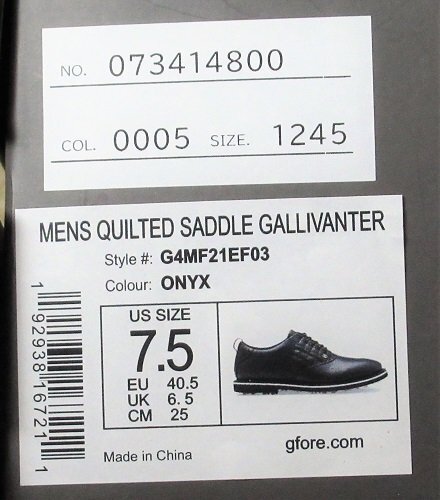 NO. 073414800
COL. 0005 SIZE. 1245
MENS QUILTED SADDLE GALLIVANTER
Style #: G4MF21EF03
Colour: ONYX
US SIZE
7.5
EU 40.5
UK 6.5
CM 25
1 92938 16721 1
Made in China
gfore.com